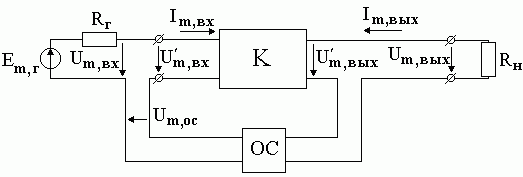 Rг
Im,вх
Im,вых
Em,г
Um,вх
U′m,вх
K
U′m,вых
Um,вых
Rн
Um,ос
ОС